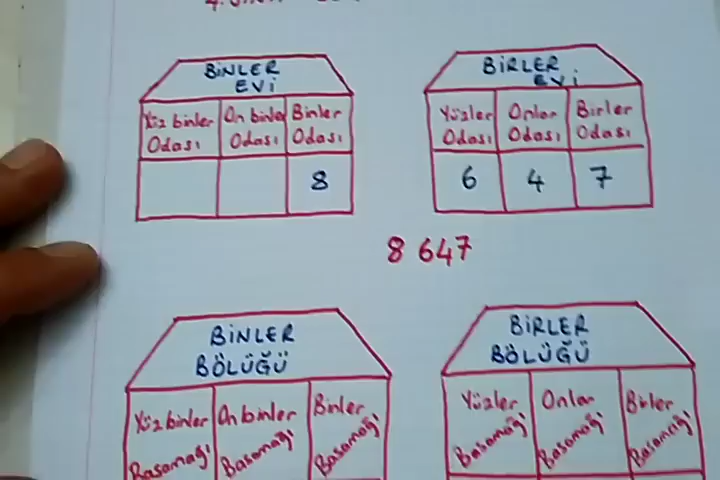 BİNLER
EVİ
Yüz binler
Odası
On binler
Odası
Binler
Odası
8
BİRLER
EVİ
Yüzler
Odası
Onlar
Odası
Birler
Odası
6 4 7
8 647
BİNLER
BÖLÜĞÜ
Yüz binler
Basamağı
On binler
Basamağı
Binler
Basamağı
BİRLER
BÖLÜĞÜ
Yüzler
Basamağı
Onlar
Basamağı
Birler
Basamağı